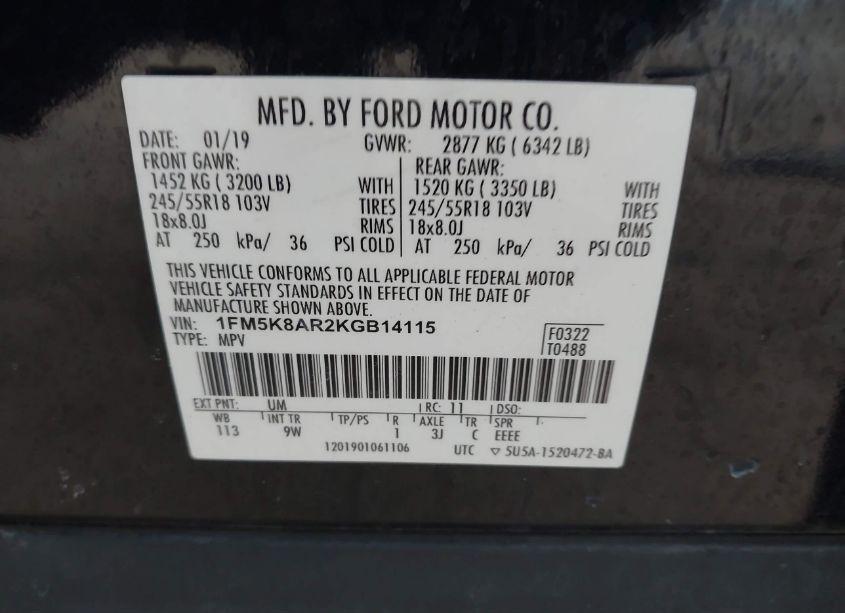 MFD. BY FORD MOTOR CO.
DATE: 01/19 GVWR: 2877 KG ( 6342 LB)
FRONT GAWR: REAR GAWR:
1452 KG ( 3200 LB) WITH 1520 KG ( 3350 LB) WITH
245/55R18 103V TIRES 245/55R18 103V TIRES
18x8.0J RIMS 18x8.0J RIMS
AT 250 kPa/ 36 PSI COLD AT 250 kPa/ 36 PSI COLD
THIS VEHICLE CONFORMS TO ALL APPLICABLE FEDERAL MOTOR
VEHICLE SAFETY STANDARDS IN EFFECT ON THE DATE OF
MANUFACTURE SHOWN ABOVE.
VIN: 1FM5K8AR2KGB14115 F0322
TYPE: MPV T0488
EXT PNT: UM RC: 11 DSO:
WB INT TR TP/PS R AXLE TR SPR
113 9W 1 3J C EEEE
1201901061106 UTC ▽ 5U5A-1520472-BA